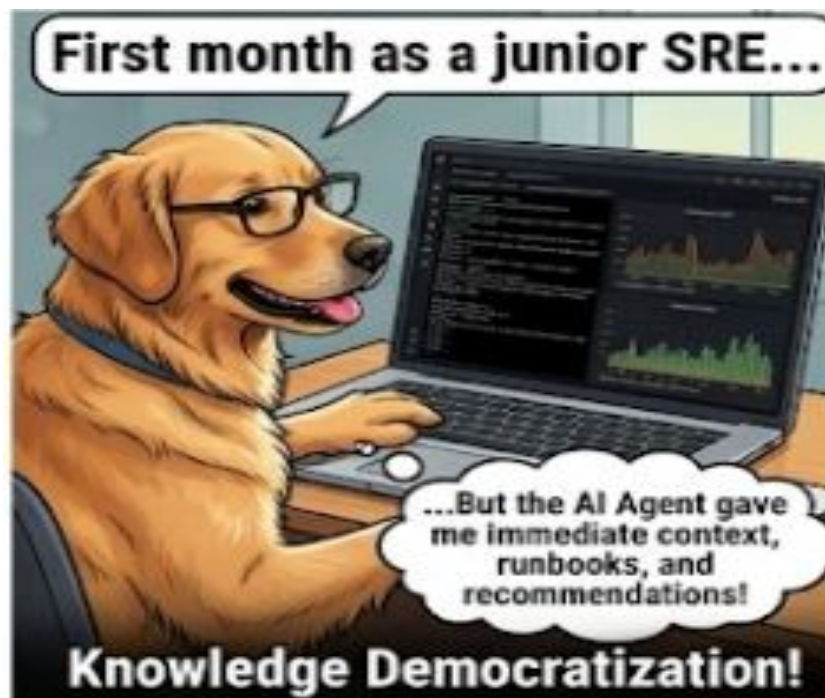 First month as a junior SRE...
...But the AI Agent gave
me immediate context,
runbooks, and
recommendations!
Knowledge Democratization!